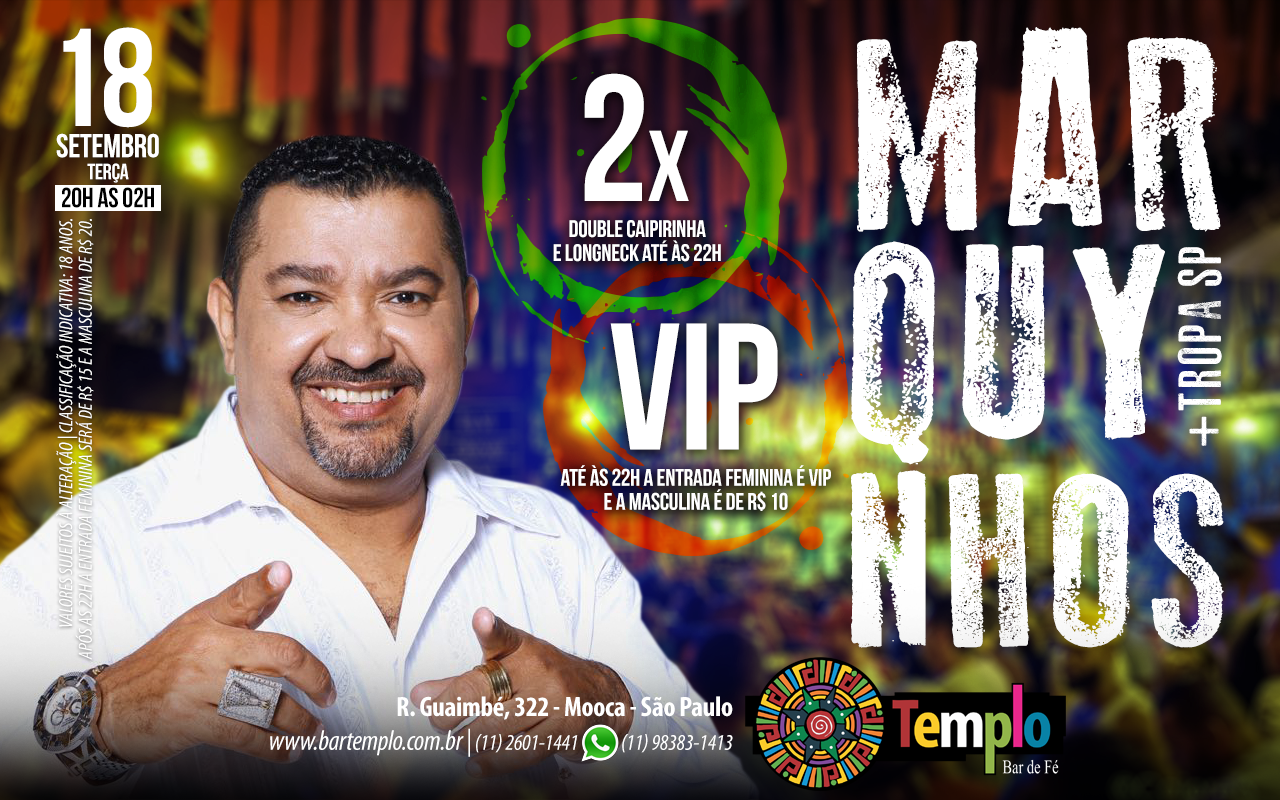 18
SETEMBRO
TERÇA
20H AS 02H
VALORES SUJEITOS A ALTERAÇÃO | CLASSIFICAÇÃO INDICATIVA: 18 ANOS.
APÓS AS 22H A ENTRADA FEMININA SERÁ DE R$ 15 E A MASCULINA DE R$ 20.
2X
DOUBLE CAIPIRINHA
E LONGNECK ATÉ ÀS 22H
VIP
ATÉ ÀS 22H A ENTRADA FEMININA É VIP
E A MASCULINA É DE R$ 10
MAR
QUY
NHOS
+ TROPA SP
R. Guaimbé, 322 - Mooca - São Paulo
www.bartemplo.com.br | (11) 2601-1441 (11) 98383-1413
Templo
Bar de Fé